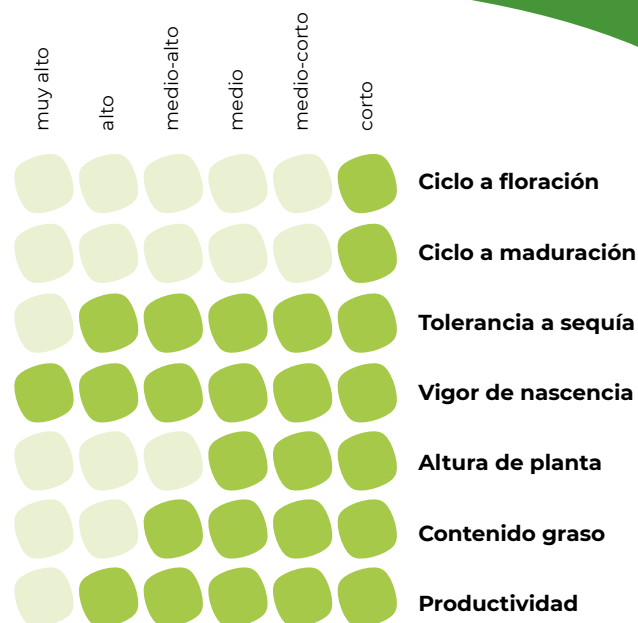 muy alto
alto
medio-alto
medio
medio-corto
corto
Ciclo a floración
Ciclo a maduración
Tolerancia a sequía
Vigor de nascencia
Altura de planta
Contenido graso
Productividad